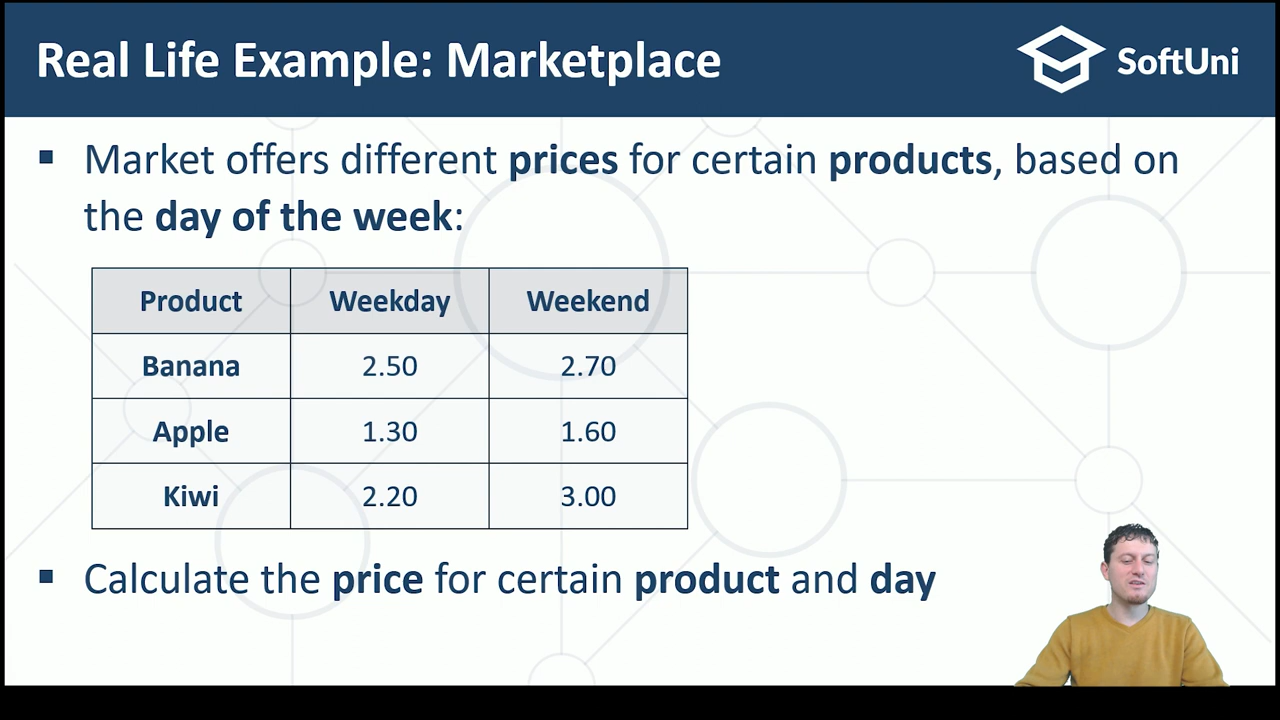 Real Life Example: Marketplace
SoftUni
▪ Market offers different prices for certain products, based on
the day of the week:
Product Weekday Weekend
Banana 2.50 2.70
Apple 1.30 1.60
Kiwi 2.20 3.00
▪ Calculate the price for certain product and day